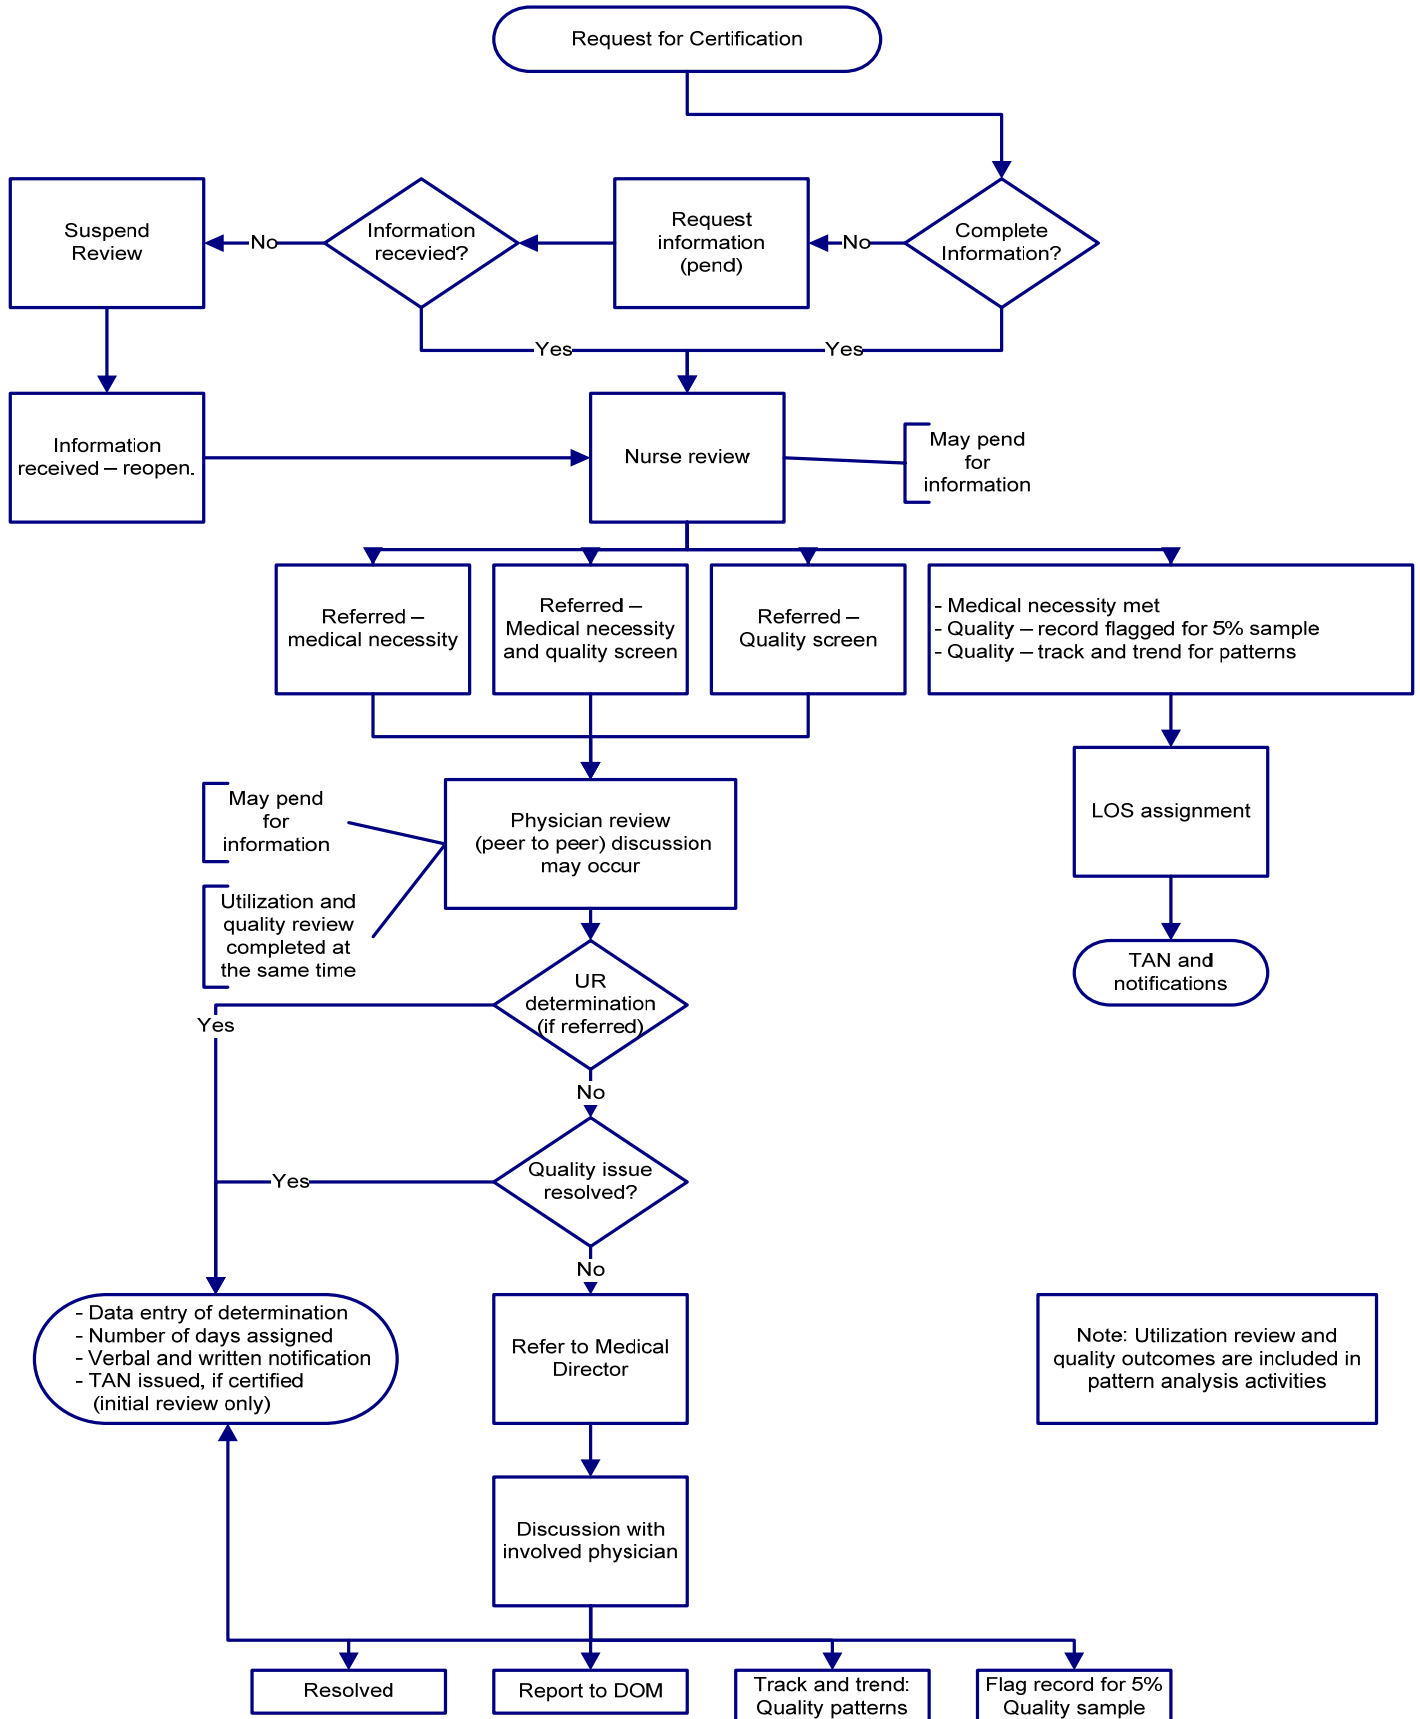 Request for Certification
Suspend
Review
No
Information
recevied?
Request
information
(pend)
No
Complete
Information?
Yes
Yes
Information
received – reopen.
Nurse review
May pend
for
information
Referred –
medical necessity
Referred –
Medical necessity
and quality screen
Referred –
Quality screen
- Medical necessity met
- Quality – record flagged for 5% sample
- Quality – track and trend for patterns
May pend
for
information
Physician review
(peer to peer) discussion
may occur
LOS assignment
Utilization and
quality review
completed at
the same time
TAN and
notifications
UR
determination
(if referred)
Yes
No
Quality issue
resolved?
Yes
No
- Data entry of determination
- Number of days assigned
- Verbal and written notification
- TAN issued, if certified
(initial review only)
Refer to Medical
Director
Note: Utilization review and
quality outcomes are included in
pattern analysis activities
Discussion with
involved physician
Resolved
Report to DOM
Track and trend:
Quality patterns
Flag record for 5%
Quality sample